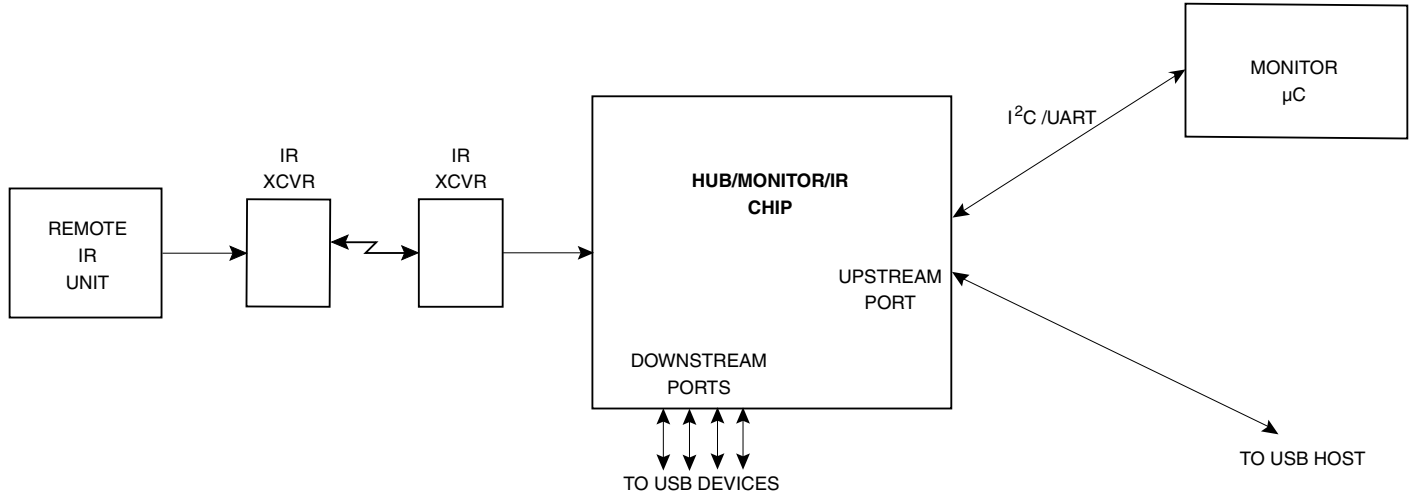 MONITOR
µC
I²C /UART
IR
XCVR
IR
XCVR
HUB/MONITOR/IR
CHIP
REMOTE
IR
UNIT
UPSTREAM
PORT
DOWNSTREAM
PORTS
TO USB HOST
TO USB DEVICES